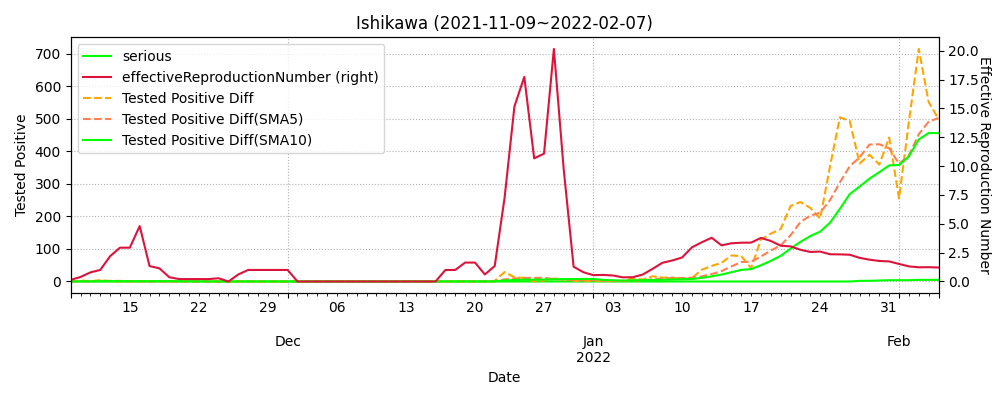 Ishikawa (2021-11-09~2022-02-07)
serious
effectiveReproductionNumber (right)
Tested Positive Diff
Tested Positive Diff(SMA5)
Tested Positive Diff(SMA10)
Tested Positive
700
600
500
400
300
200
100
0
20.0
17.5
15.0
12.5
10.0
7.5
5.0
2.5
0.0
Effective Reproduction Number
15 22 29 06 13 20 27 03 10 17 24 31
Dec Jan Feb
2022
Date